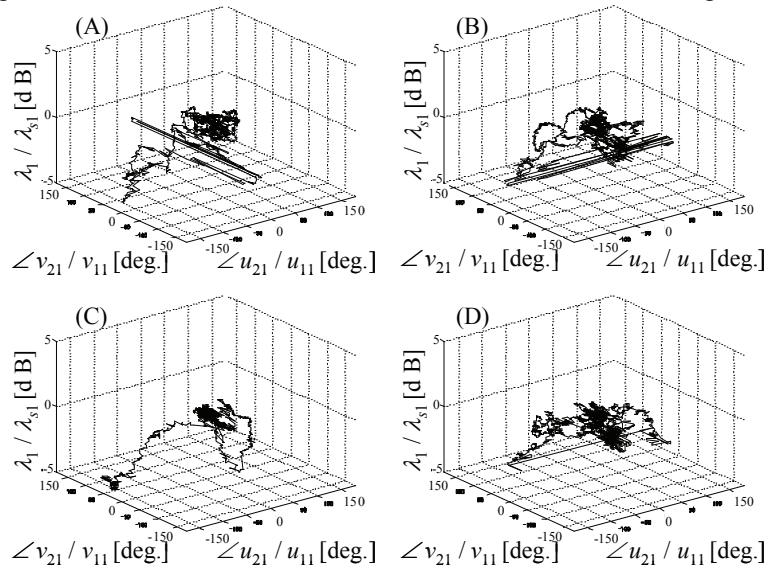 (A)
(B)
λ1 / λs1 [d B]
5
0
-5
150
0
-150
-150
0
150
∠ v21 / v11 [deg.]
∠ u21 / u11 [deg.]
λ1 / λs1 [d B]
5
0
-5
150
0
-150
-150
0
150
∠ v21 / v11 [deg.]
∠ u21 / u11 [deg.]
(C)
(D)
λ1 / λs1 [d B]
5
0
-5
150
0
-150
-150
0
150
∠ v21 / v11 [deg.]
∠ u21 / u11 [deg.]
λ1 / λs1 [d B]
5
0
-5
150
0
-150
-150
0
150
∠ v21 / v11 [deg.]
∠ u21 / u11 [deg.]